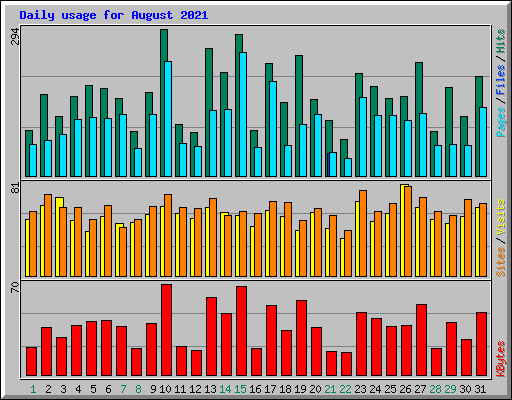 Daily usage for August 2021
294
Pages / Files / Hits
81
Sites / Visits
70
KBytes
1 2 3 4 5 6 7 8 9 10 11 12 13 14 15 16 17 18 19 20 21 22 23 24 25 26 27 28 29 30 31